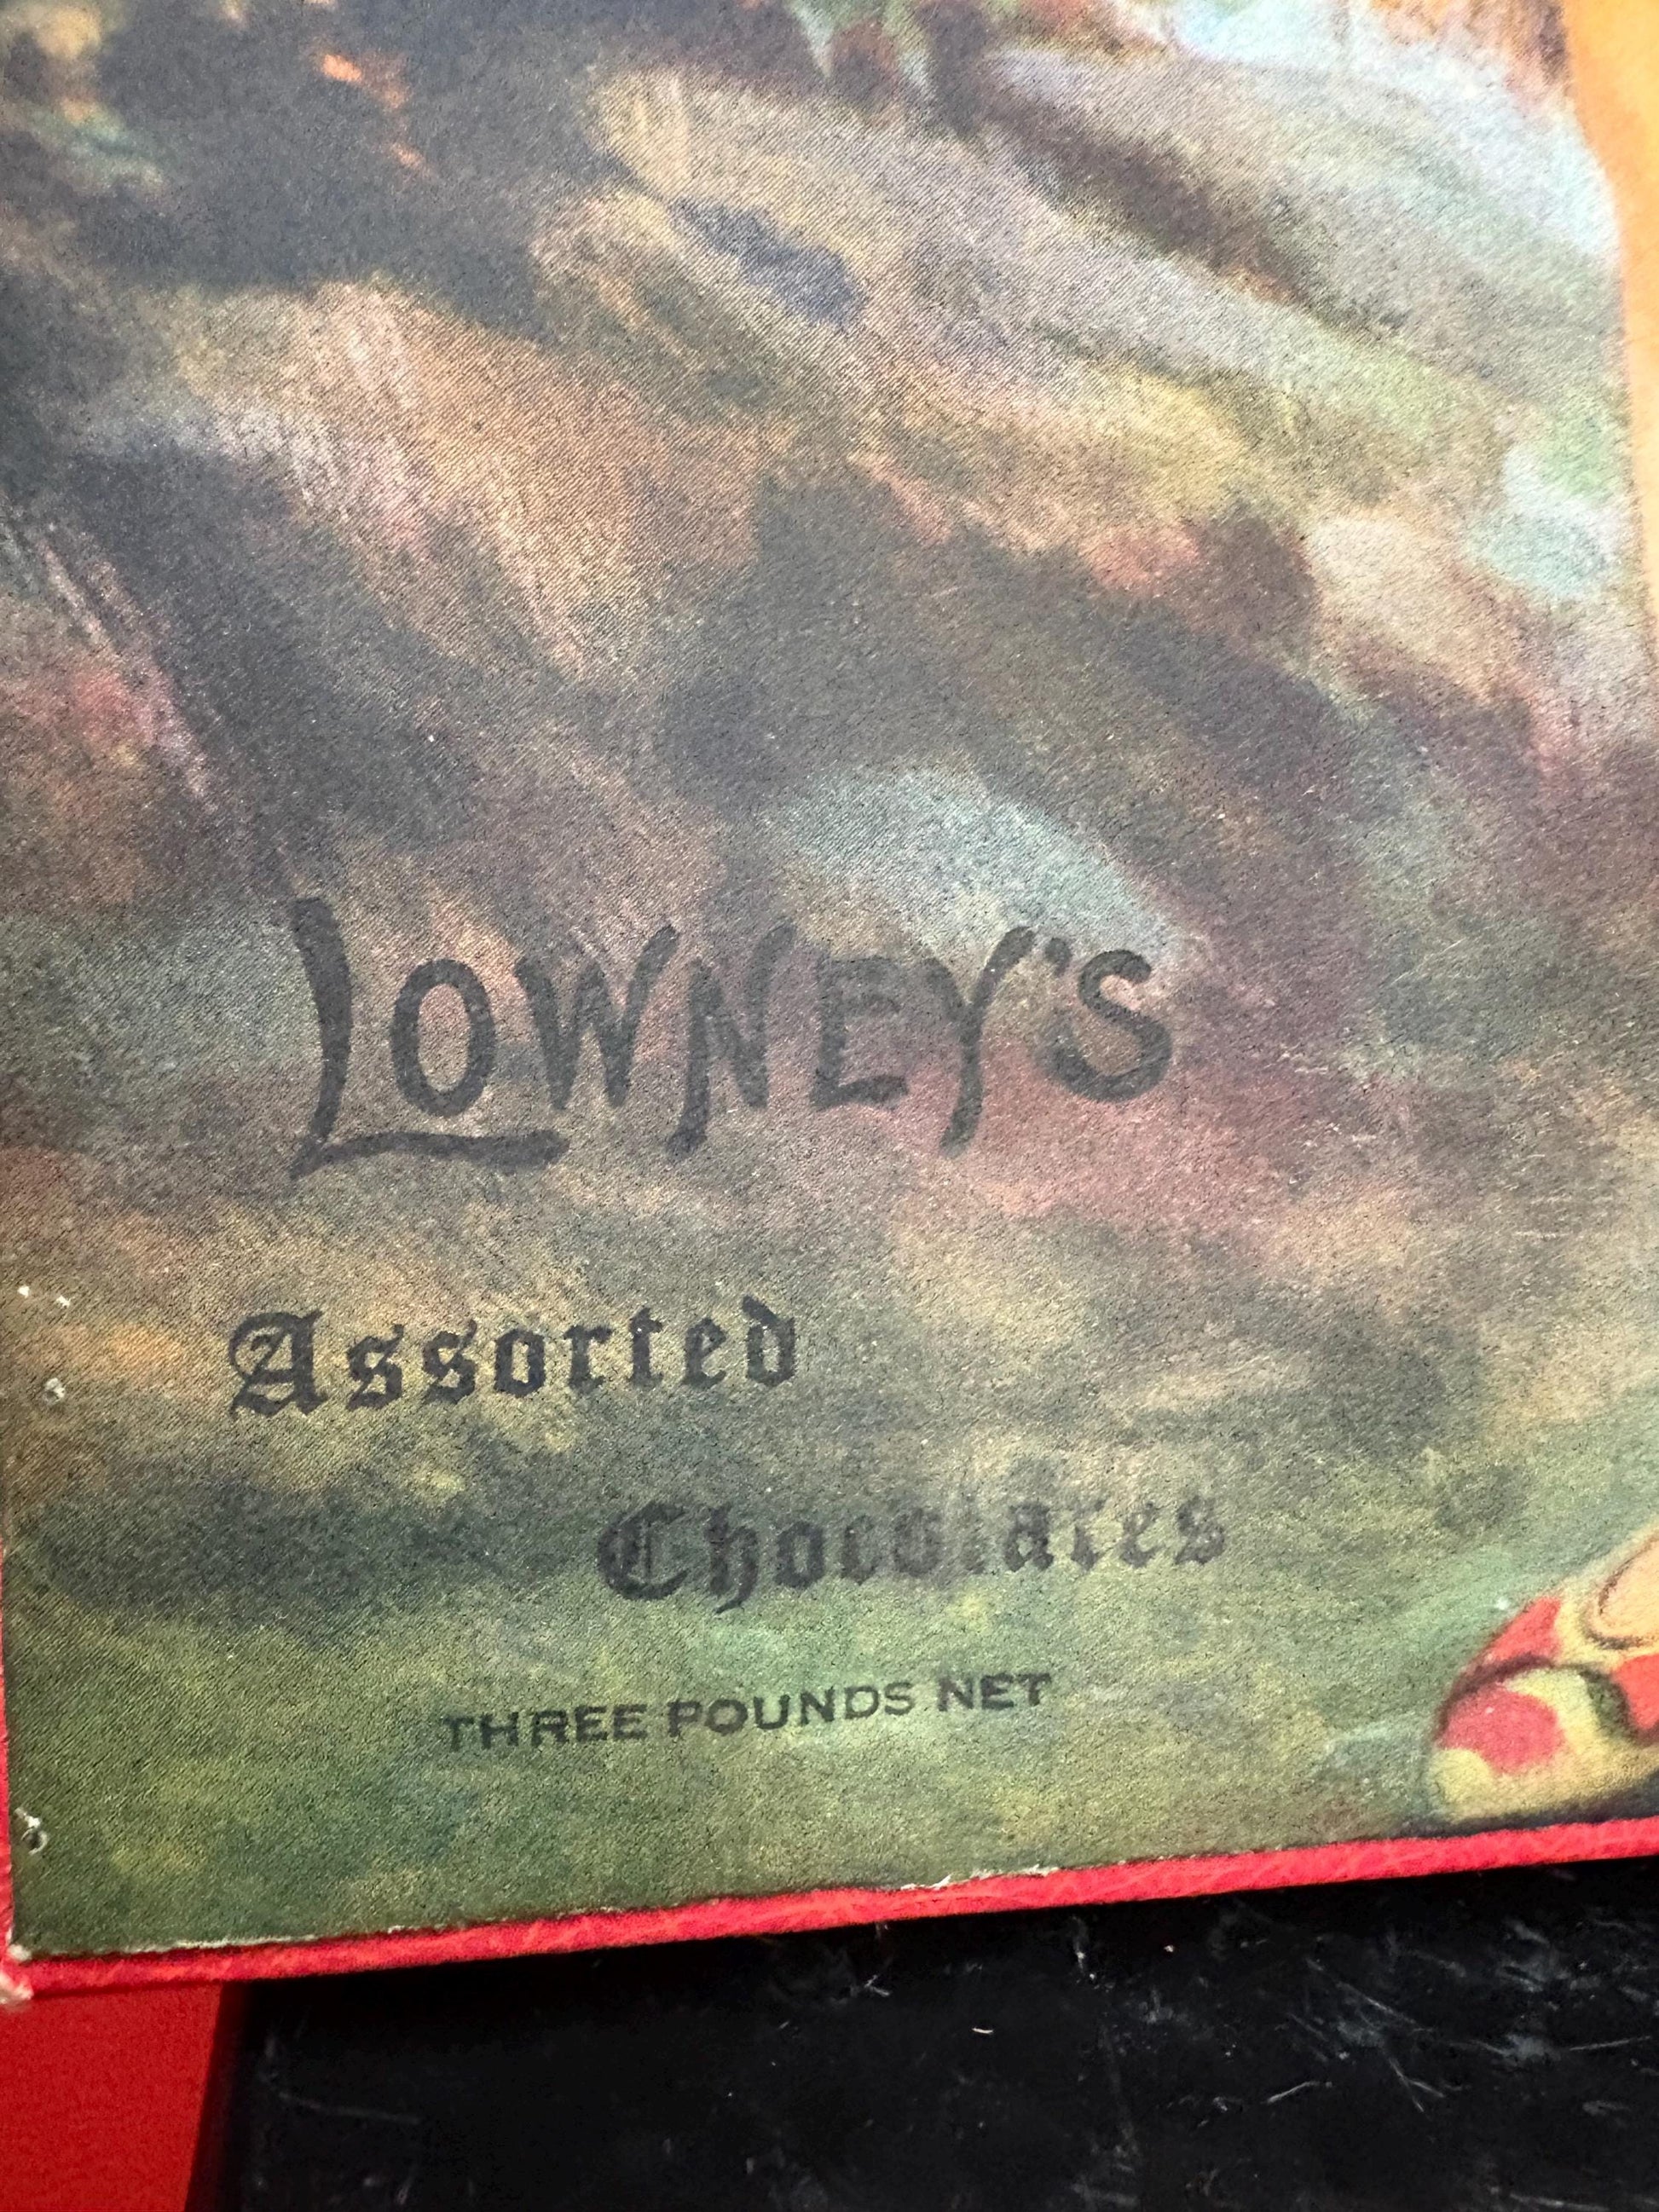 LOWNEY'S
Assorted
Chocolates
THREE POUNDS NET